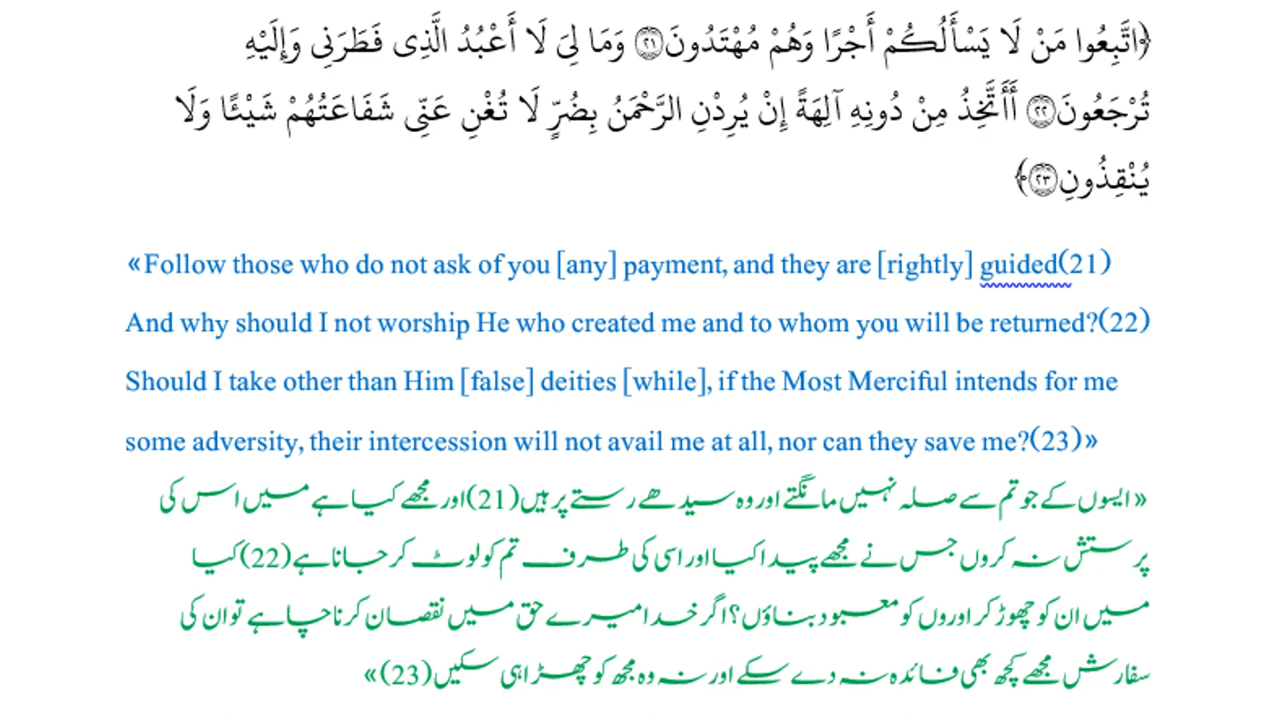 ﴿اتَّبِعُوا مَنْ لَا يَسْأَلُكُمْ أَجْرًا وَهُمْ مُهْتَدُونَ۝٢١ وَمَا لِيَ لَا أَعْبُدُ الَّذِي فَطَرَنِي وَإِلَيْهِ
تُرْجَعُونَ۝٢٢ أَأَتَّخِذُ مِنْ دُونِهِ آلِهَةً إِنْ يُرِدْنِ الرَّحْمَنُ بِضُرٍّ لَا تُغْنِ عَنِّي شَفَاعَتُهُمْ شَيْئًا وَلَا
يُنْقِذُونِ۝٢٣﴾
«Follow those who do not ask of you [any] payment, and they are [rightly] guided(21)
And why should I not worship He who created me and to whom you will be returned?(22)
Should I take other than Him [false] deities [while], if the Most Merciful intends for me
some adversity, their intercession will not avail me at all, nor can they save me?(23)»
«ایسوں کے جو تم سے صلہ نہیں مانگتے اور وہ سیدھے رستے پر ہیں(21)اور مجھے کیا ہے میں اس کی
پرستش نہ کروں جس نے مجھے پیدا کیا اور اسی کی طرف تم کو لوٹ کر جانا ہے(22)کیا
میں ان کو چھوڑ کر اوروں کو معبود بناؤں؟اگر خدا میرے حق میں نقصان کرنا چاہے تو ان کی
سفارش مجھے کچھ بھی فائدہ نہ دے سکے اور نہ وہ مجھ کو چھڑا ہی سکیں(23)»